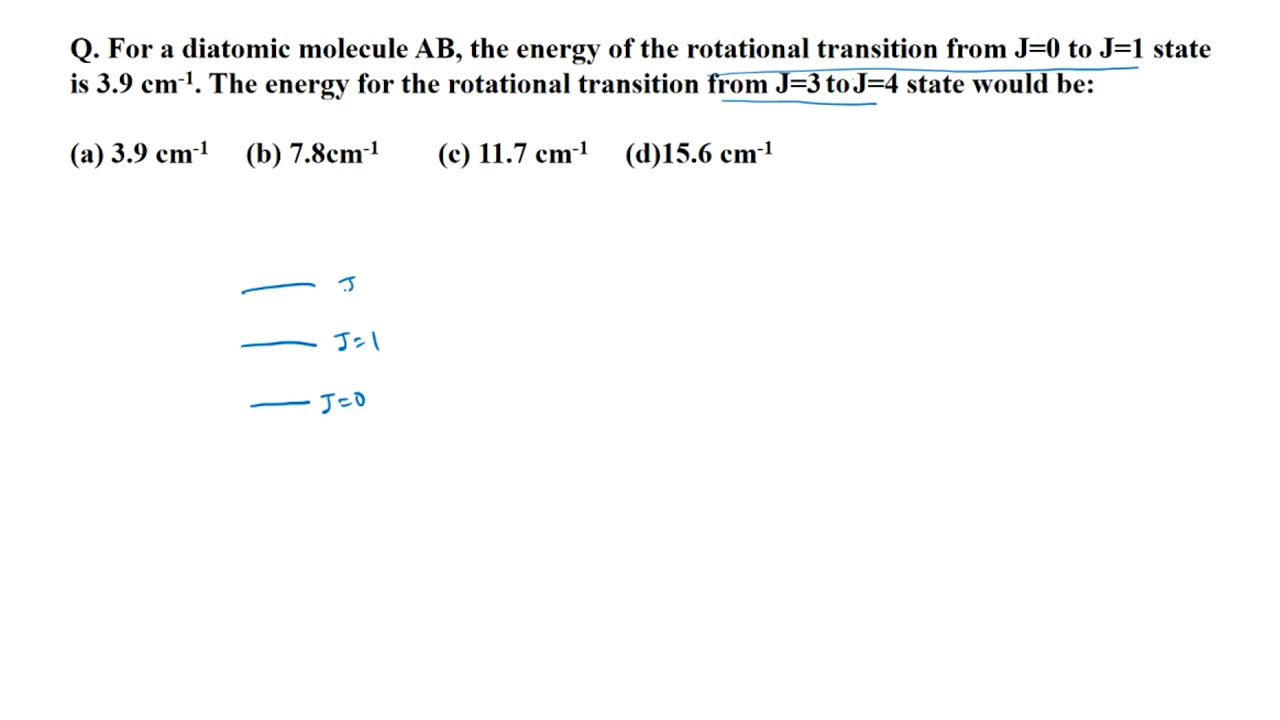 Q. For a diatomic molecule AB, the energy of the rotational transition from J=0 to J=1 state
is 3.9 cm⁻¹. The energy for the rotational transition from J=3 to J=4 state would be:
(a) 3.9 cm⁻¹ (b) 7.8cm⁻¹ (c) 11.7 cm⁻¹ (d)15.6 cm⁻¹
J
J=1
J=0